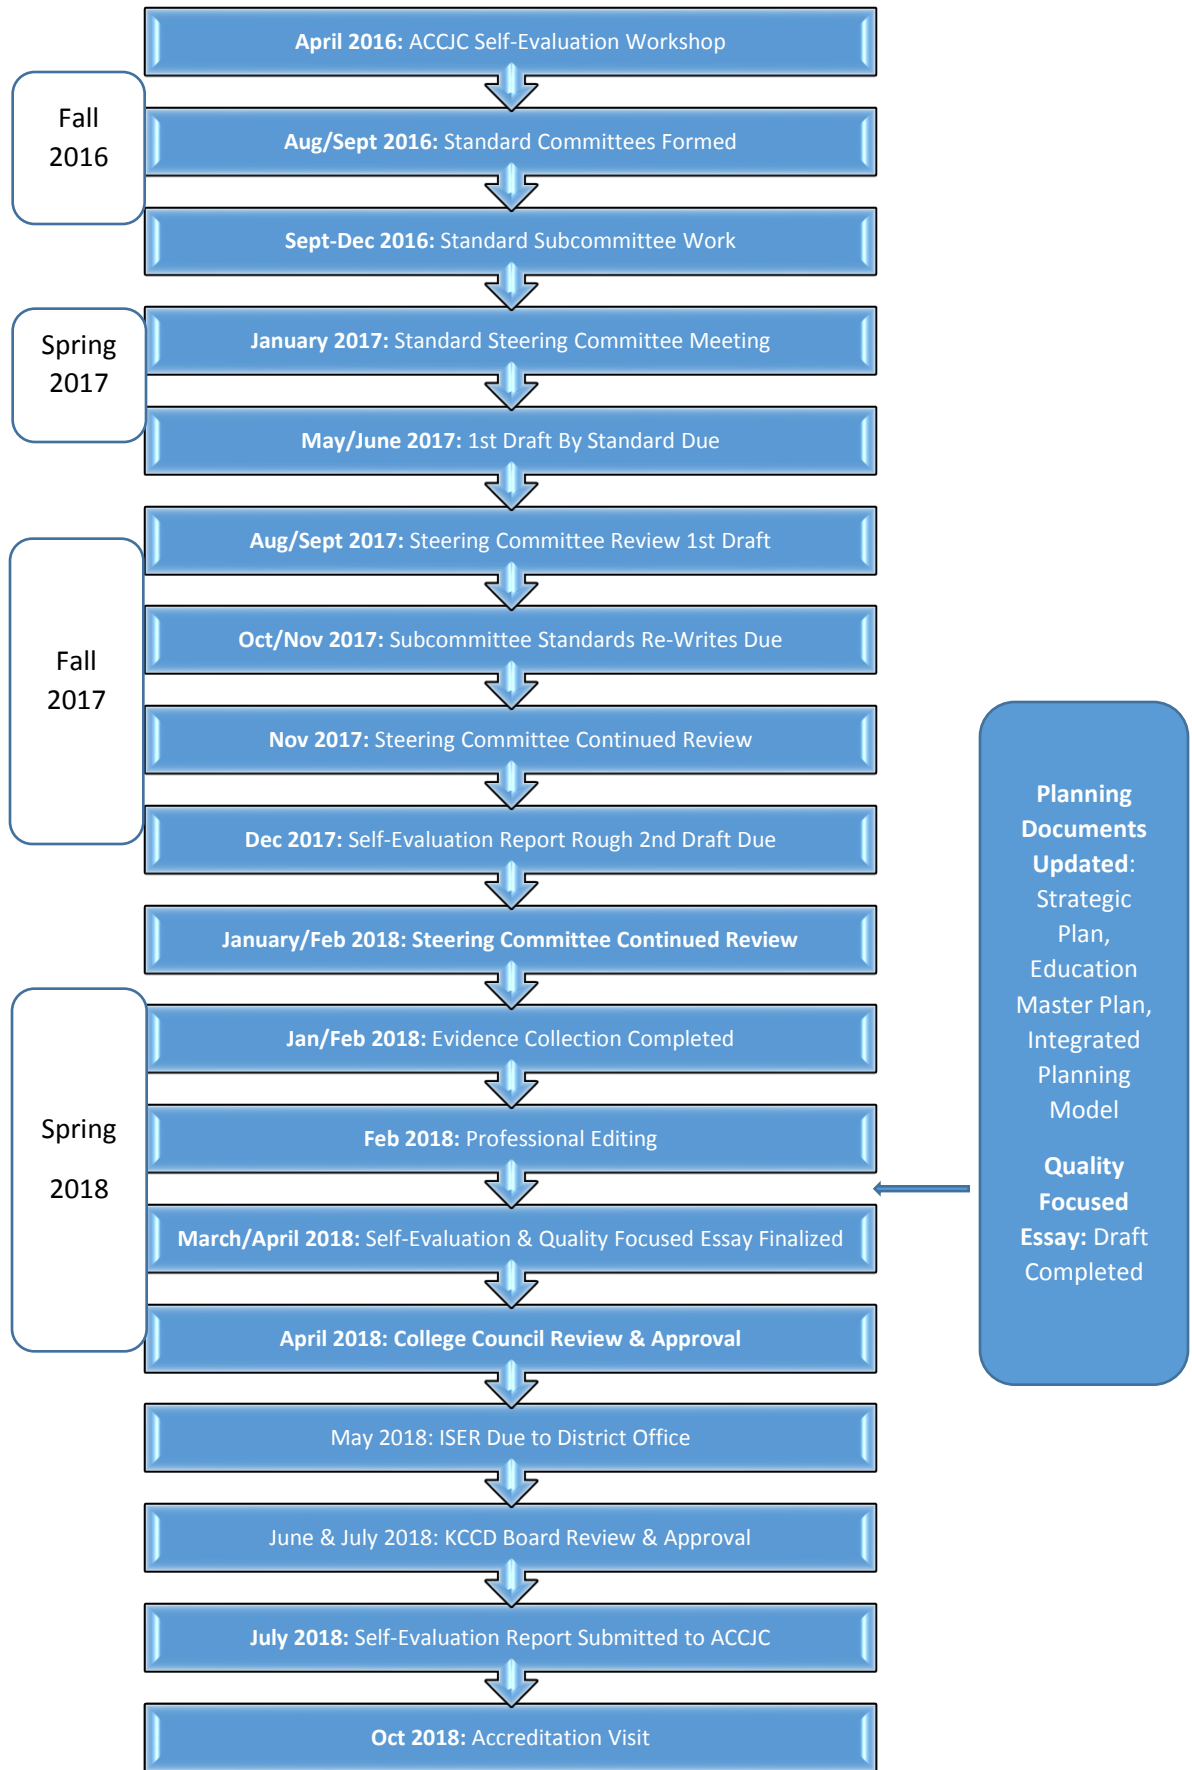 April 2016: ACCJC Self-Evaluation Workshop
Fall
2016
Aug/Sept 2016: Standard Committees Formed
Sept-Dec 2016: Standard Subcommittee Work
Spring
2017
January 2017: Standard Steering Committee Meeting
May/June 2017: 1st Draft By Standard Due
Fall
2017
Aug/Sept 2017: Steering Committee Review 1st Draft
Oct/Nov 2017: Subcommittee Standards Re-Writes Due
Nov 2017: Steering Committee Continued Review
Dec 2017: Self-Evaluation Report Rough 2nd Draft Due
January/Feb 2018: Steering Committee Continued Review
Spring
2018
Jan/Feb 2018: Evidence Collection Completed
Feb 2018: Professional Editing
March/April 2018: Self-Evaluation & Quality Focused Essay Finalized
April 2018: College Council Review & Approval
May 2018: ISER Due to District Office
June & July 2018: KCCD Board Review & Approval
July 2018: Self-Evaluation Report Submitted to ACCJC
Oct 2018: Accreditation Visit
Planning
Documents
Updated:
Strategic
Plan,
Education
Master Plan,
Integrated
Planning
Model
Quality
Focused
Essay: Draft
Completed